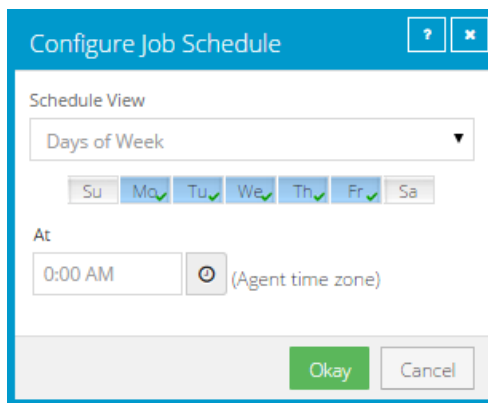 Configure Job Schedule ? ×
Schedule View
Days of Week
Su Mo Tu We Th Fr Sa
At
0:00 AM (Agent time zone)
Okay Cancel